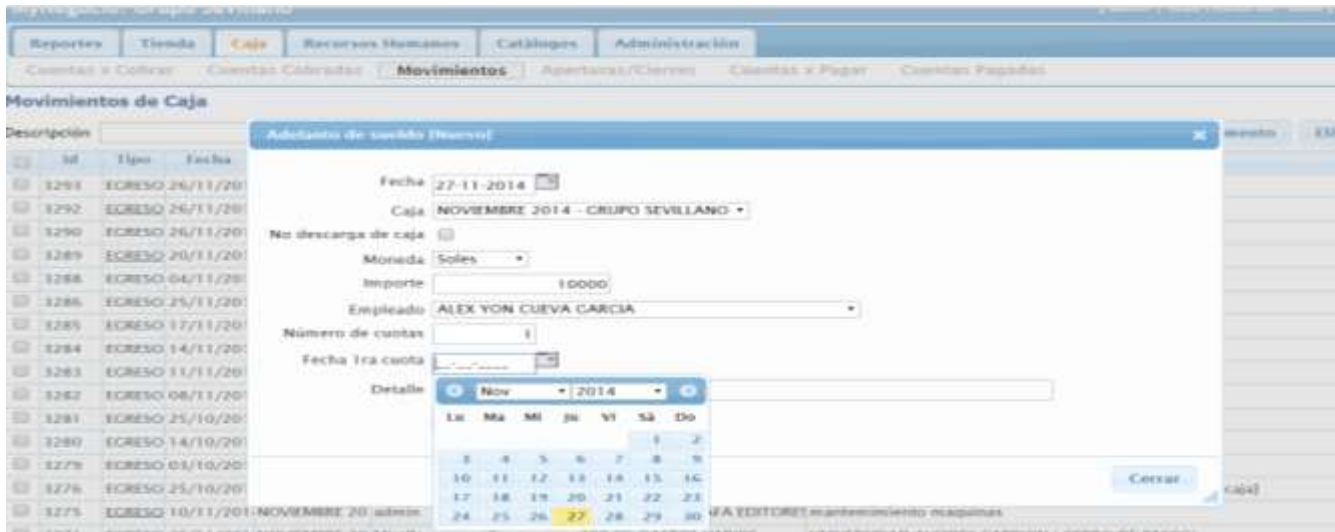 Reportes Tienda Caja Recursos Humanos Catálogos Administración
Cuentas x Cobrar Cuentas Cobradas Movimientos Aperturas/Cierres Cuentas x Pagar Cuentas Pagadas
Movimientos de Caja
Descripción
Adelanto de sueldo [Nuevo]
Id Tipo Fecha
3293 EGRESO 26/11/201
3292 EGRESO 26/11/201
3290 EGRESO 26/11/201
3289 EGRESO 20/11/201
3288 EGRESO 04/11/201
3286 EGRESO 25/11/201
3285 EGRESO 17/11/201
3284 EGRESO 14/11/201
3283 EGRESO 11/11/201
3282 EGRESO 08/11/201
3281 EGRESO 25/10/201
3280 EGRESO 14/10/201
3279 EGRESO 03/10/201
3276 EGRESO 25/10/201
3275 EGRESO 10/11/201 NOVIEMBRE 20 admin
Fecha 27-11-2014
Caja NOVIEMBRE 2014 - GRUPO SEVILLANO
No descarga de caja
Moneda Soles
Importe 10000
Empleado ALEX YON CUEVA GARCIA
Número de cuotas 1
Fecha 1ra cuota __-__-____
Detalle
Nov 2014
Lu Ma Mi Ju Vi Sá Do
1 2
3 4 5 6 7 8 9
10 11 12 13 14 15 16
17 18 19 20 21 22 23
24 25 26 27 28 29 30
Cerrar
caja]
EDITORES mantenimiento maquinas